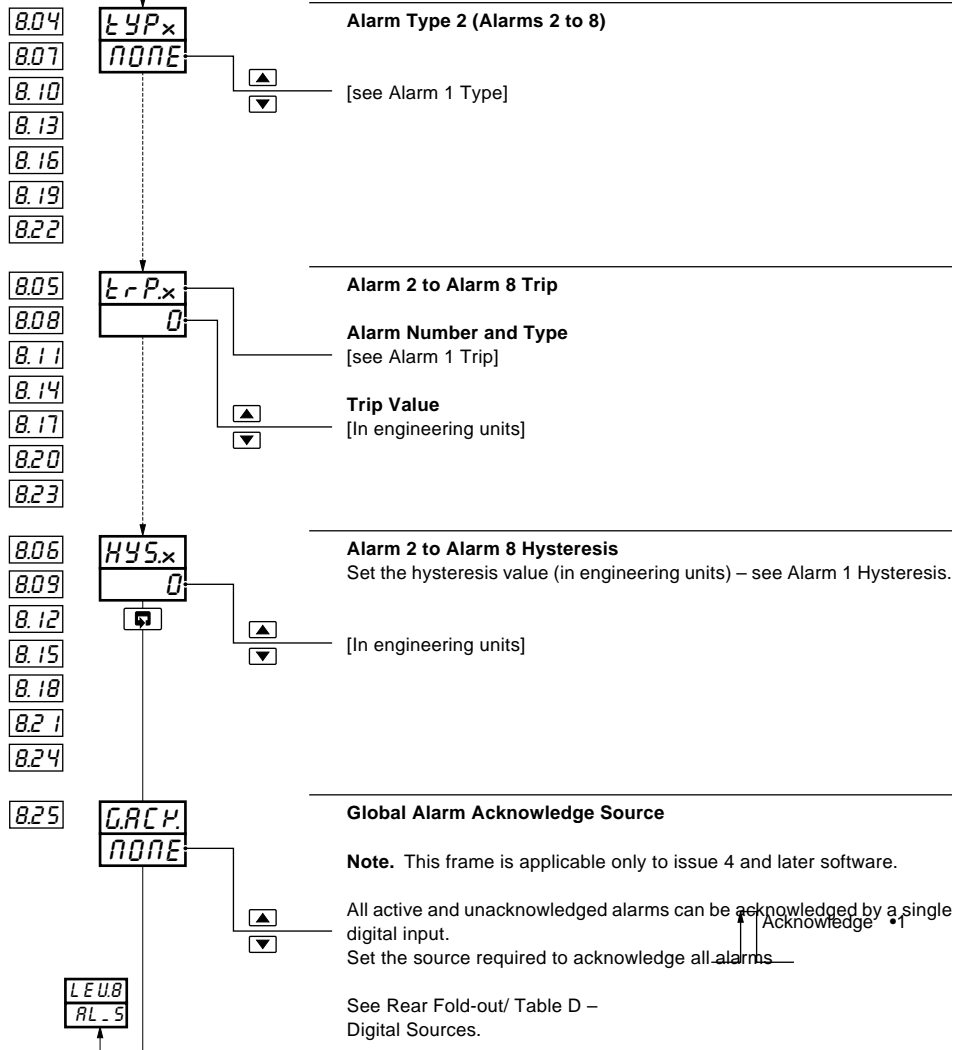 8.04
tYPx
Alarm Type 2 (Alarms 2 to 8)
8.07
NONE
8.10
[see Alarm 1 Type]
8.13
8.16
8.19
8.22
8.05
trP.x
Alarm 2 to Alarm 8 Trip
8.08
0
Alarm Number and Type
8.11
[see Alarm 1 Trip]
8.14
Trip Value
8.17
[In engineering units]
8.20
8.23
8.06
HYS.x
Alarm 2 to Alarm 8 Hysteresis
Set the hysteresis value (in engineering units) – see Alarm 1 Hysteresis.
8.09
0
8.12
[In engineering units]
8.15
8.18
8.21
8.24
8.25
G.ACK.
Global Alarm Acknowledge Source
NONE
Note. This frame is applicable only to issue 4 and later software.
All active and unacknowledged alarms can be acknowledged by a single
Acknowledge •1
digital input.
Set the source required to acknowledge all alarms
LEV.8
AL_S
See Rear Fold-out/ Table D –
Digital Sources.